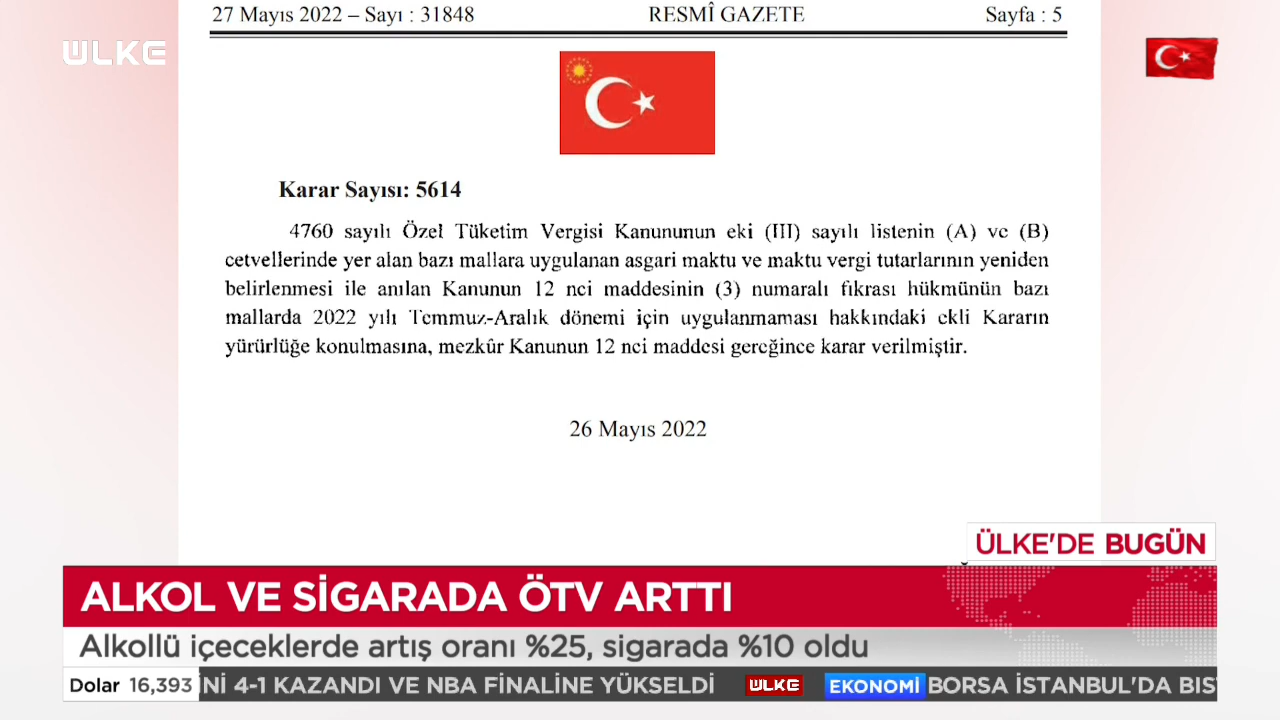 27 Mayıs 2022 – Sayı : 31848 RESMÎ GAZETE Sayfa : 5
ÜLKE
Karar Sayısı: 5614
4760 sayılı Özel Tüketim Vergisi Kanununun eki (III) sayılı listenin (A) ve (B)
cetvellerinde yer alan bazı mallara uygulanan asgari maktu ve maktu vergi tutarlarının yeniden
belirlenmesi ile anılan Kanunun 12 nci maddesinin (3) numaralı fıkrası hükmünün bazı
mallarda 2022 yılı Temmuz-Aralık dönemi için uygulanmaması hakkındaki ekli Kararın
yürürlüğe konulmasına, mezkûr Kanunun 12 nci maddesi gereğince karar verilmiştir.
26 Mayıs 2022
ÜLKE'DE BUGÜN
ALKOL VE SİGARADA ÖTV ARTTI
Alkollü içeceklerde artış oranı %25, sigarada %10 oldu
Dolar 16,393 İNİ 4-1 KAZANDI VE NBA FİNALİNE YÜKSELDİ ÜLKE EKONOMİ BORSA İSTANBUL'DA BIS